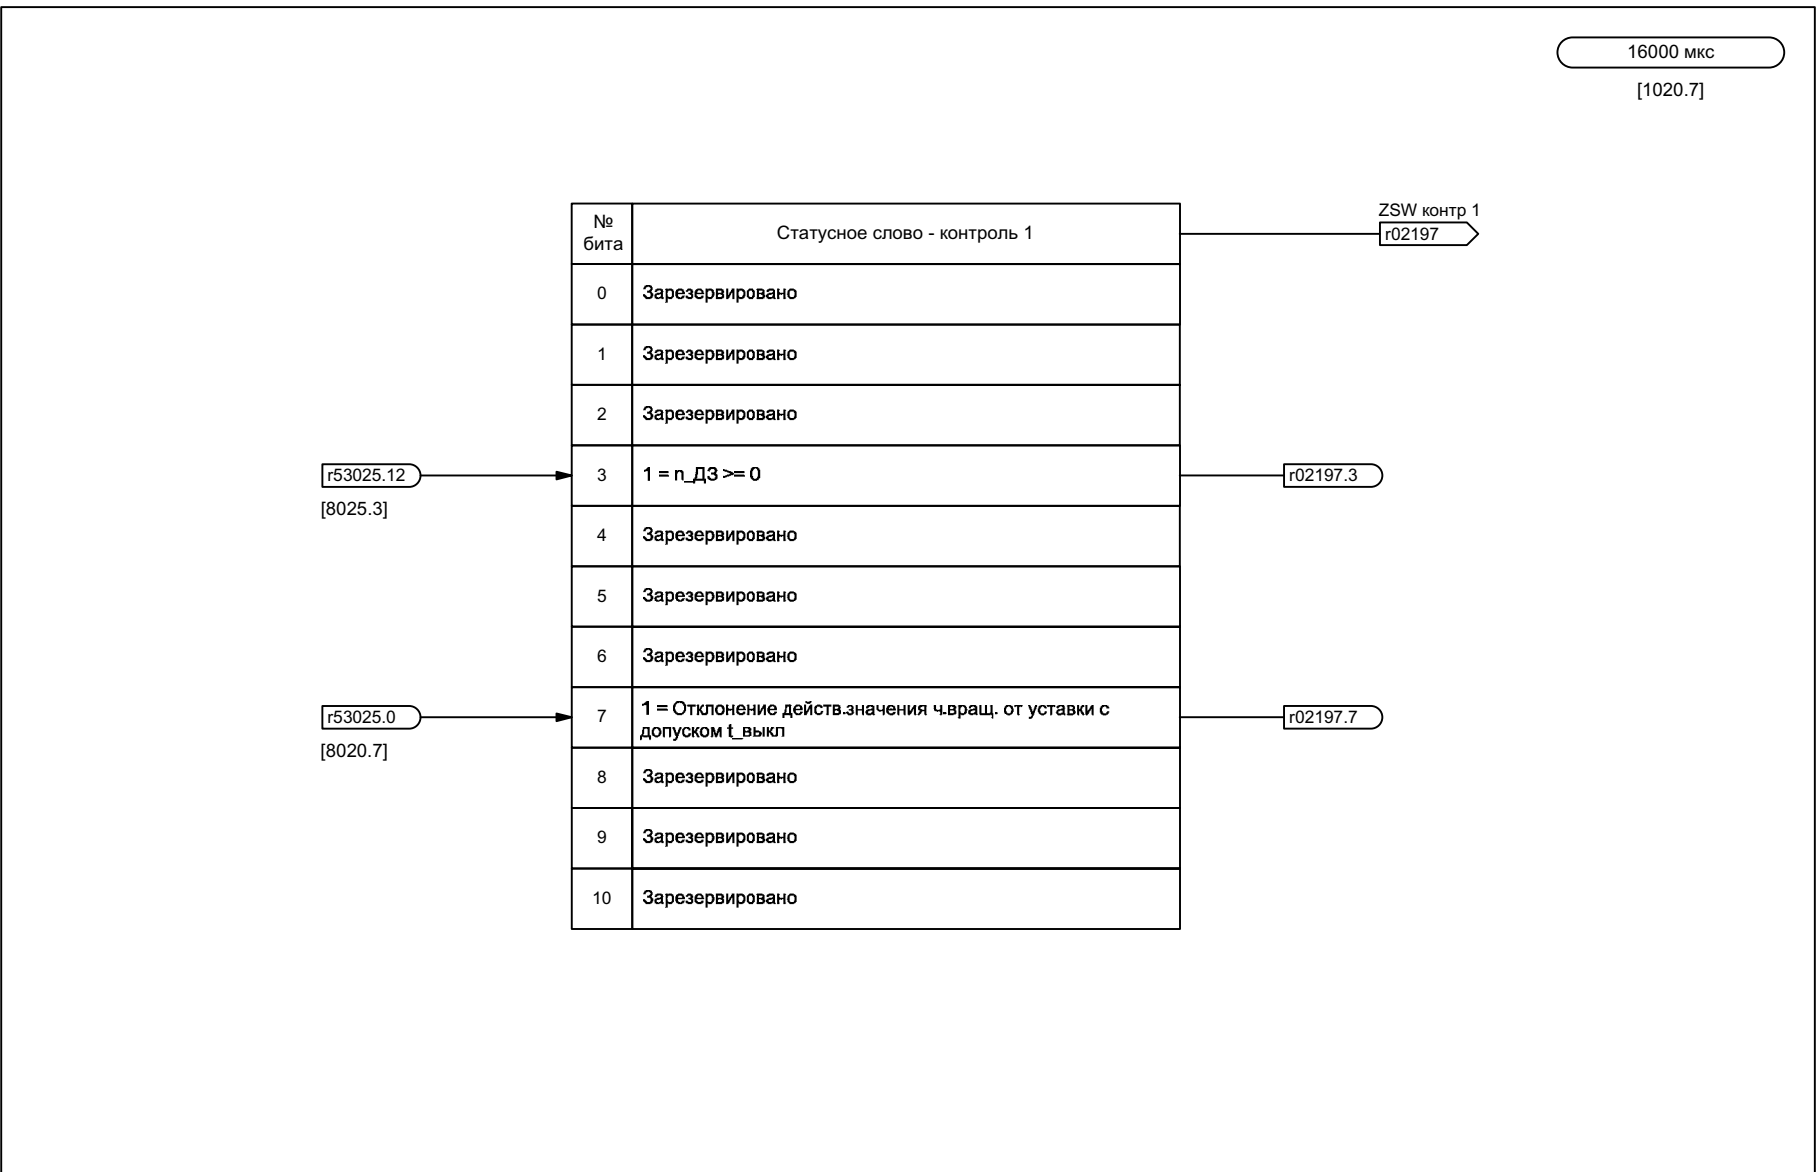 16000 мкс
[1020.7]
ZSW контр 1
№
бита
Статусное слово - контроль 1
r02197
0 Зарезервировано
1 Зарезервировано
2 Зарезервировано
r53025.12
3 1 = n_ДЗ >= 0
r02197.3
[8025.3]
4 Зарезервировано
5 Зарезервировано
6 Зарезервировано
r53025.0
7 1 = Отклонение действ.значения ч.вращ. от уставки с
допуском t_выкл
r02197.7
[8020.7]
8 Зарезервировано
9 Зарезервировано
10 Зарезервировано